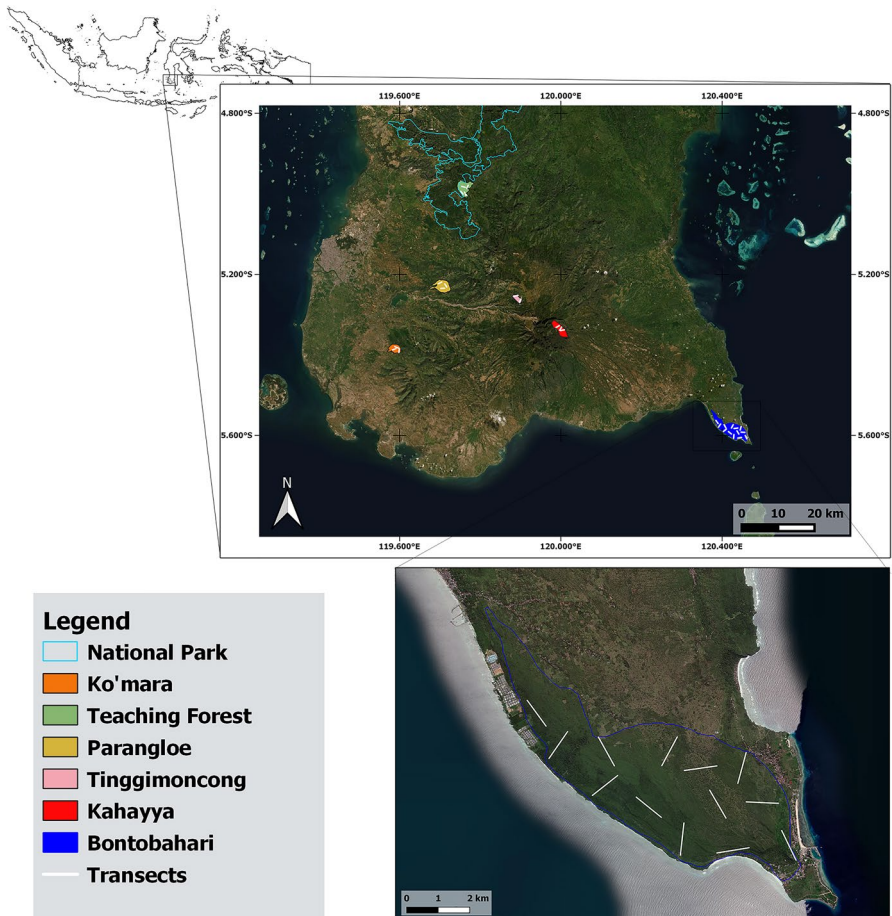 119.600°E 120.000°E 120.400°E
4.800°S 4.800°S
5.200°S 5.200°S
5.600°S 5.600°S
N
0 10 20 km
119.600°E 120.000°E 120.400°E
Legend
National Park
Ko'mara
Teaching Forest
Parangloe
Tinggimoncong
Kahayya
Bontobahari
Transects
0 1 2 km